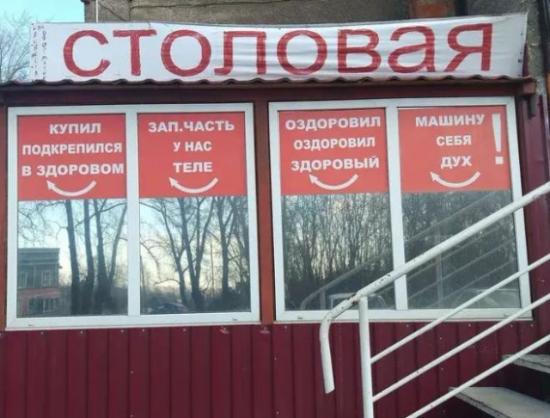 СТОЛОВАЯ
КУПИЛ ЗАП.ЧАСТЬ ОЗДОРОВИЛ МАШИНУ
ПОДКРЕПИЛСЯ У НАС ОЗДОРОВИЛ СЕБЯ
В ЗДОРОВОМ ТЕЛЕ ЗДОРОВЫЙ ДУХ !